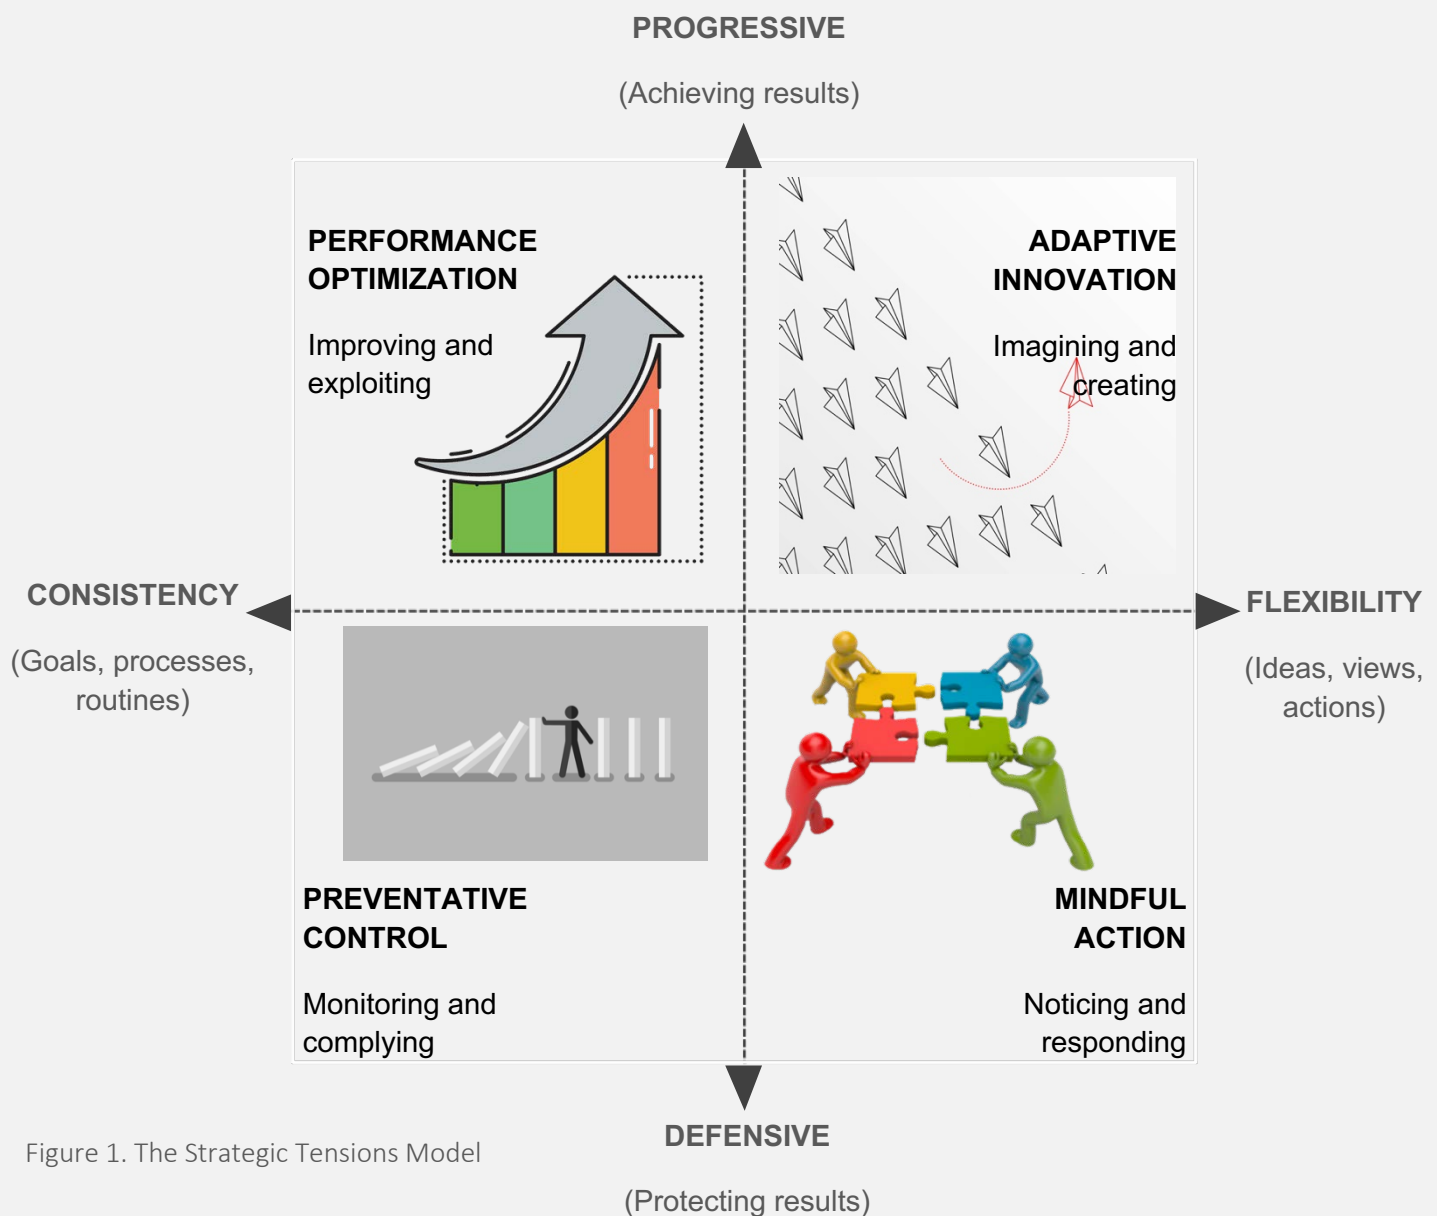 PROGRESSIVE
(Achieving results)
PERFORMANCE
OPTIMIZATION
Improving and
exploiting
ADAPTIVE
INNOVATION
Imagining and
creating
CONSISTENCY
(Goals, processes,
routines)
FLEXIBILITY
(Ideas, views,
actions)
PREVENTATIVE
CONTROL
Monitoring and
complying
MINDFUL
ACTION
Noticing and
responding
DEFENSIVE
(Protecting results)
Figure 1. The Strategic Tensions Model